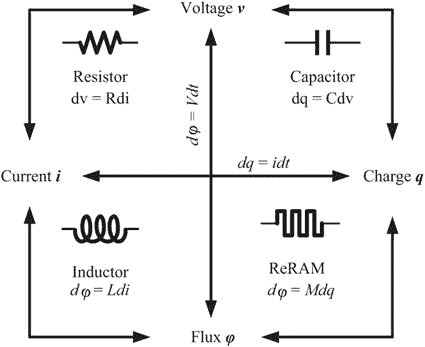 Voltage v
Resistor
dv = Rdi
Capacitor
dq = Cdv
dφ = Vdt
dq = idt
Current i
Charge q
Inductor
dφ = Ldi
ReRAM
dφ = Mdq
Flux φ